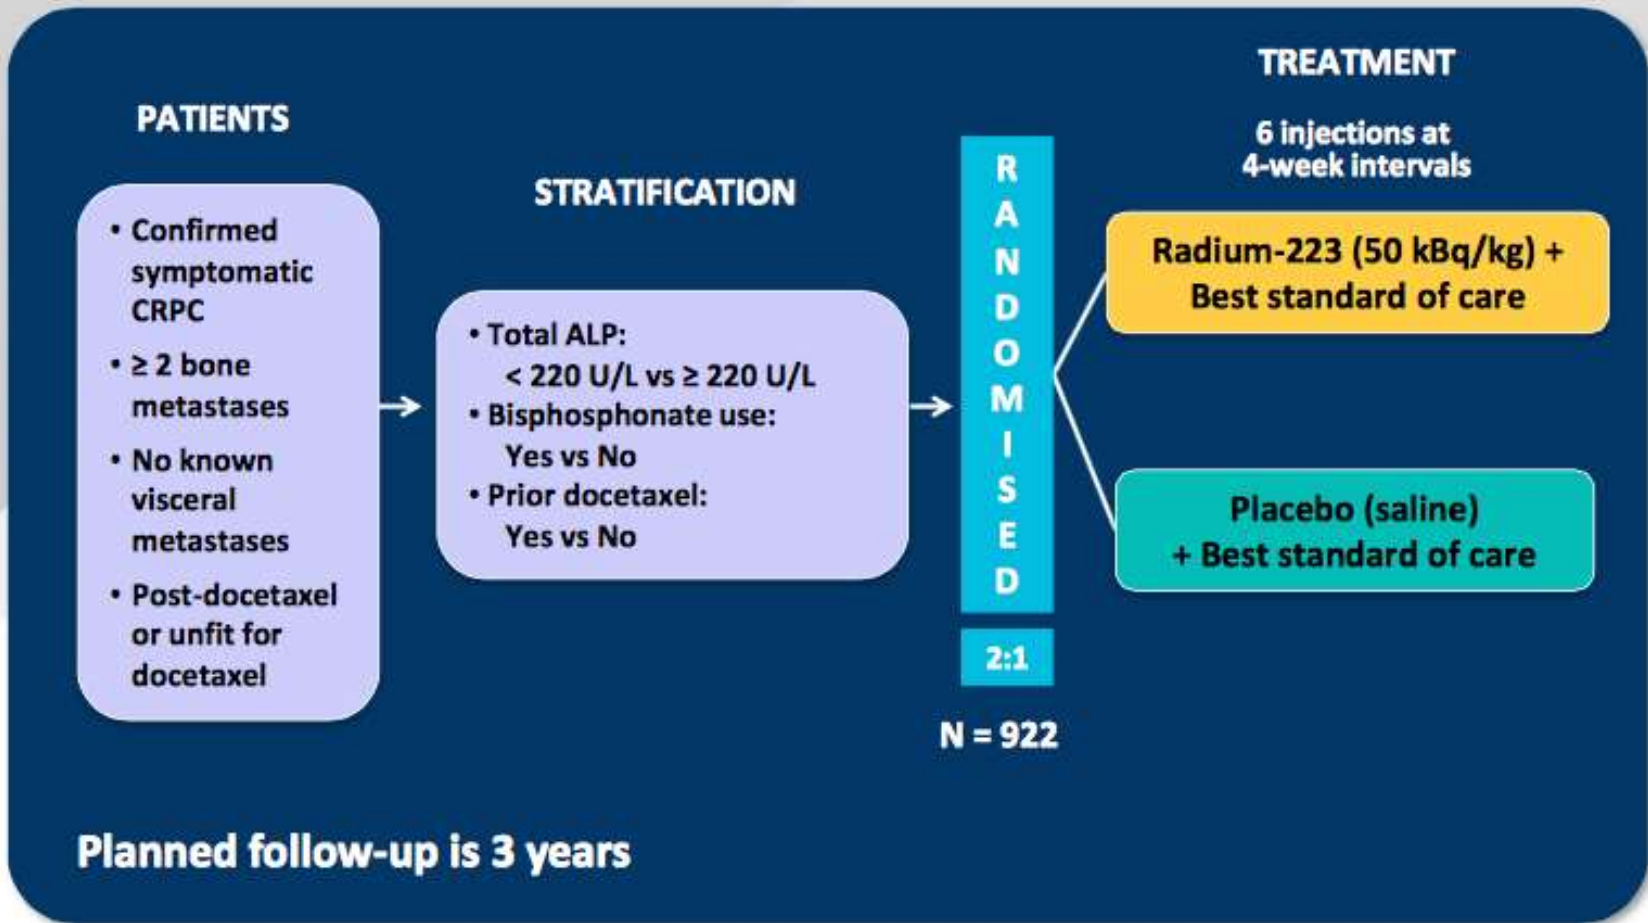 PATIENTS
• Confirmed
symptomatic
CRPC
• ≥ 2 bone
metastases
• No known
visceral
metastases
• Post-docetaxel
or unfit for
docetaxel
STRATIFICATION
• Total ALP:
< 220 U/L vs ≥ 220 U/L
• Bisphosphonate use:
Yes vs No
• Prior docetaxel:
Yes vs No
R
A
N
D
O
M
I
S
E
D
2:1
N = 922
TREATMENT
6 injections at
4-week intervals
Radium-223 (50 kBq/kg) +
Best standard of care
Placebo (saline)
+ Best standard of care
Planned follow-up is 3 years